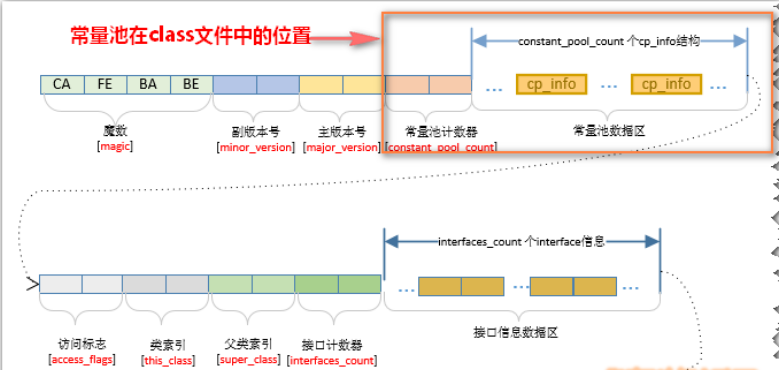 常量池在class文件中的位置
constant_pool_count 个cp_info结构
CA FE BA BE ... cp_info ... cp_info ...
魔数 副版本号 主版本号 常量池计数器 常量池数据区
[magic] [minor_version] [major_version] [constant_pool_count]
interfaces_count 个interface信息
... ... ...
访问标志 类索引 父类索引 接口计数器 接口信息数据区
[access_flags] [this_class] [super_class] [interfaces_count]